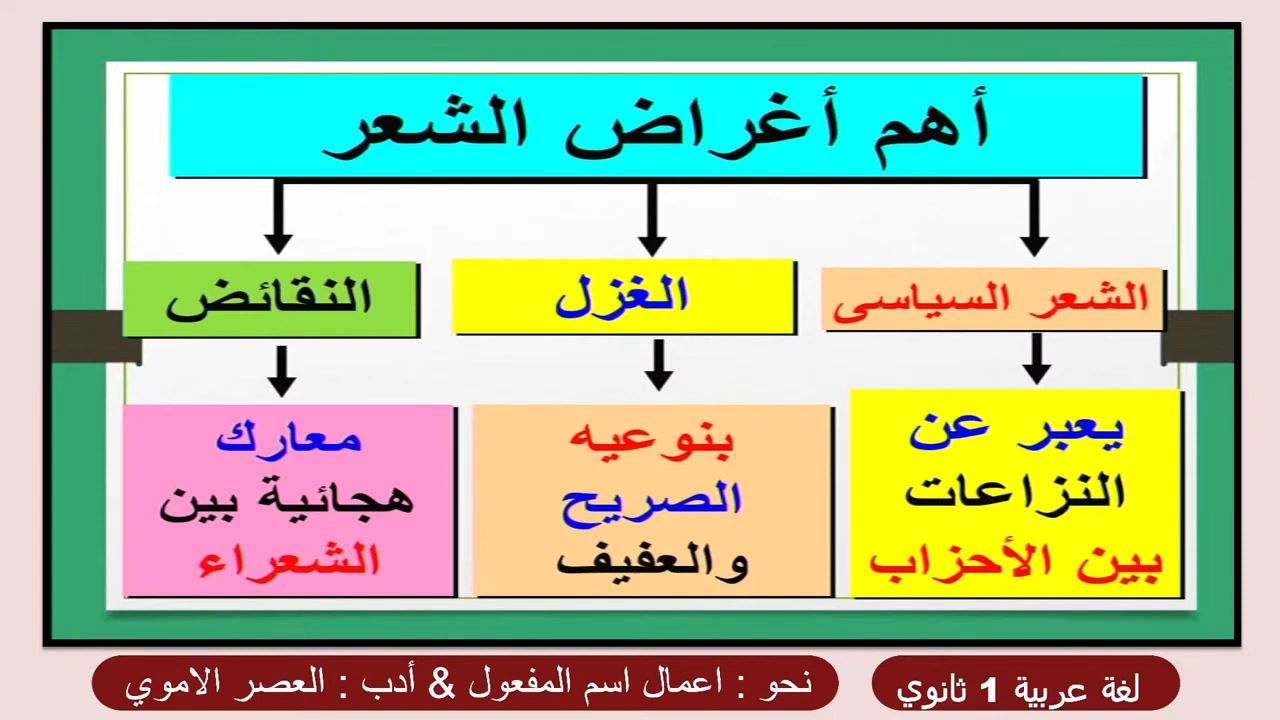 أهم أغراض الشعر
الشعر السياسى
الغزل
النقائض
يعبر عن
النزاعات
بين الأحزاب
بنوعيه
الصريح
والعفيف
معارك
هجائية بين
الشعراء
لغة عربية 1 ثانوي
نحو : اعمال اسم المفعول & أدب : العصر الاموي